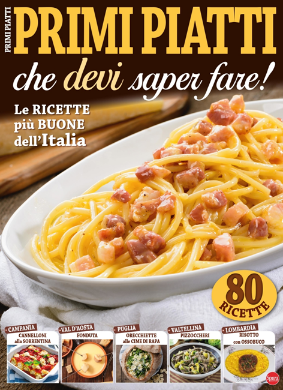 PRIMI PIATTI
PRIMI PIATTI
che devi saper fare!
Le RICETTE
più BUONE
dell'Italia
80
RICETTE
CAMPANIA
CANNELLONI
alla SORRENTINA
VAL D'AOSTA
FONDUTA
PUGLIA
ORECCHIETTE
alle CIME DI RAPA
VALTELLINA
PIZZOCCHERI
LOMBARDIA
RISOTTO
con OSSOBUCO